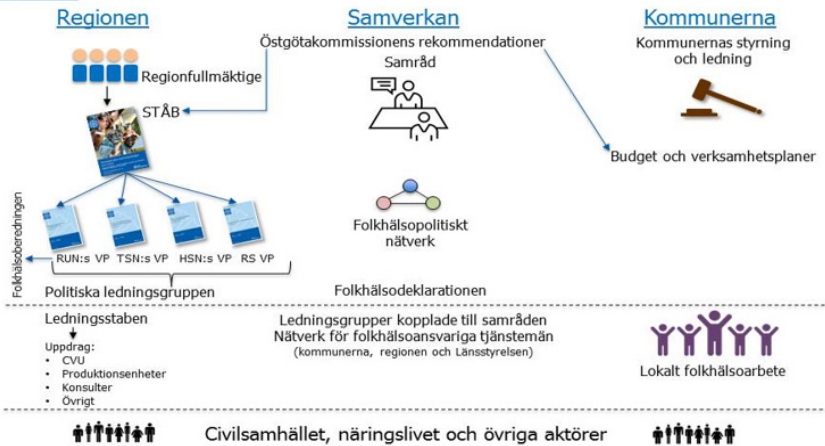 Regionen
Samverkan
Kommunerna
Östgötakommissionens rekommendationer
Samråd
Kommunernas styrning
och ledning
Regionfullmäktige
STÅB
Budget och verksamhetsplaner
Folkhälsopolitiskt
nätverk
Folkhälsoberedningen
RUN:s VP TSN:s VP HSN:s VP RS VP
Politiska ledningsgruppen
Folkhälsodeklarationen
Ledningsstaben
Uppdrag:
• CVU
• Produktionsenheter
• Konsulter
• Övrigt
Ledningsgrupper kopplade till samråden
Nätverk för folkhälsoansvariga tjänstemän
(kommunerna, regionen och Länsstyrelsen)
Lokalt folkhälsoarbete
Civilsamhället, näringslivet och övriga aktörer